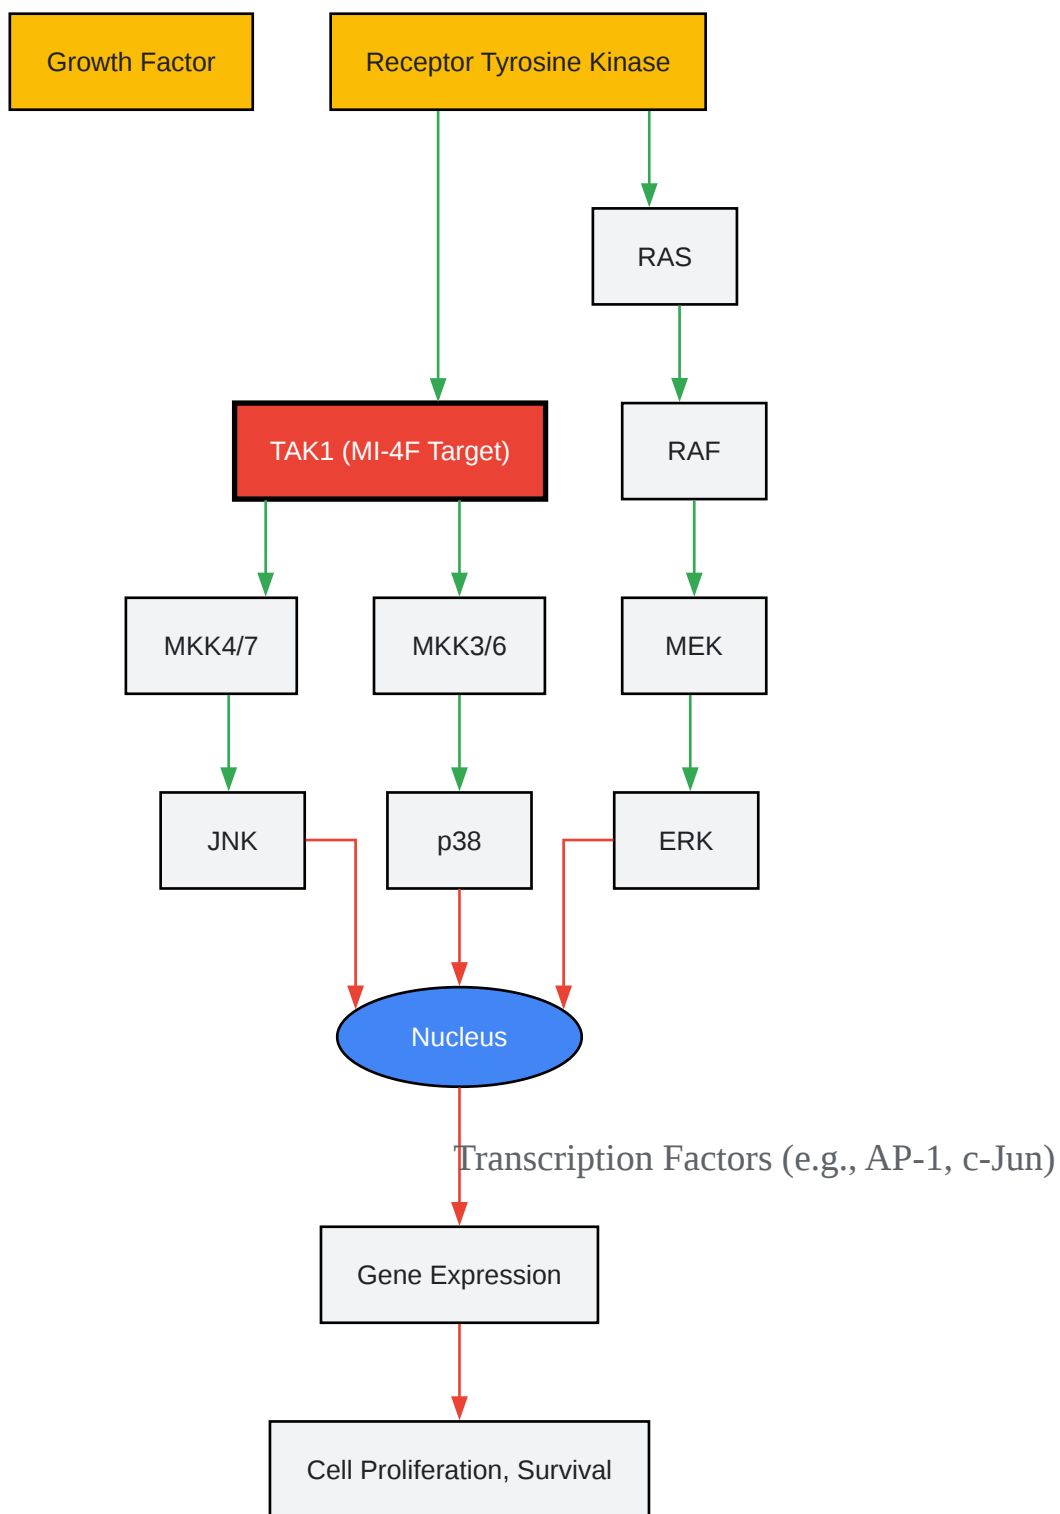 Growth Factor
Receptor Tyrosine Kinase
RAS
TAK1 (MI-4F Target)
RAF
MKK4/7
MKK3/6
MEK
JNK
p38
ERK
Nucleus
Transcription Factors (e.g., AP-1, c-Jun)
Gene Expression
Cell Proliferation, Survival